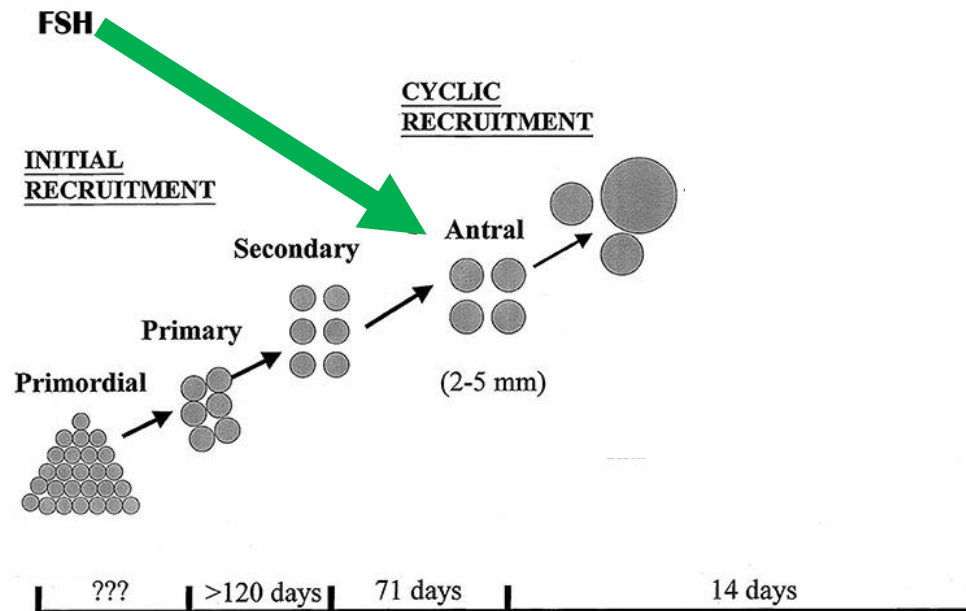 FSH
CYCLIC
RECRUITMENT
INITIAL
RECRUITMENT
Antral
Secondary
Primary
(2-5 mm)
Primordial
???
>120 days
71 days
14 days